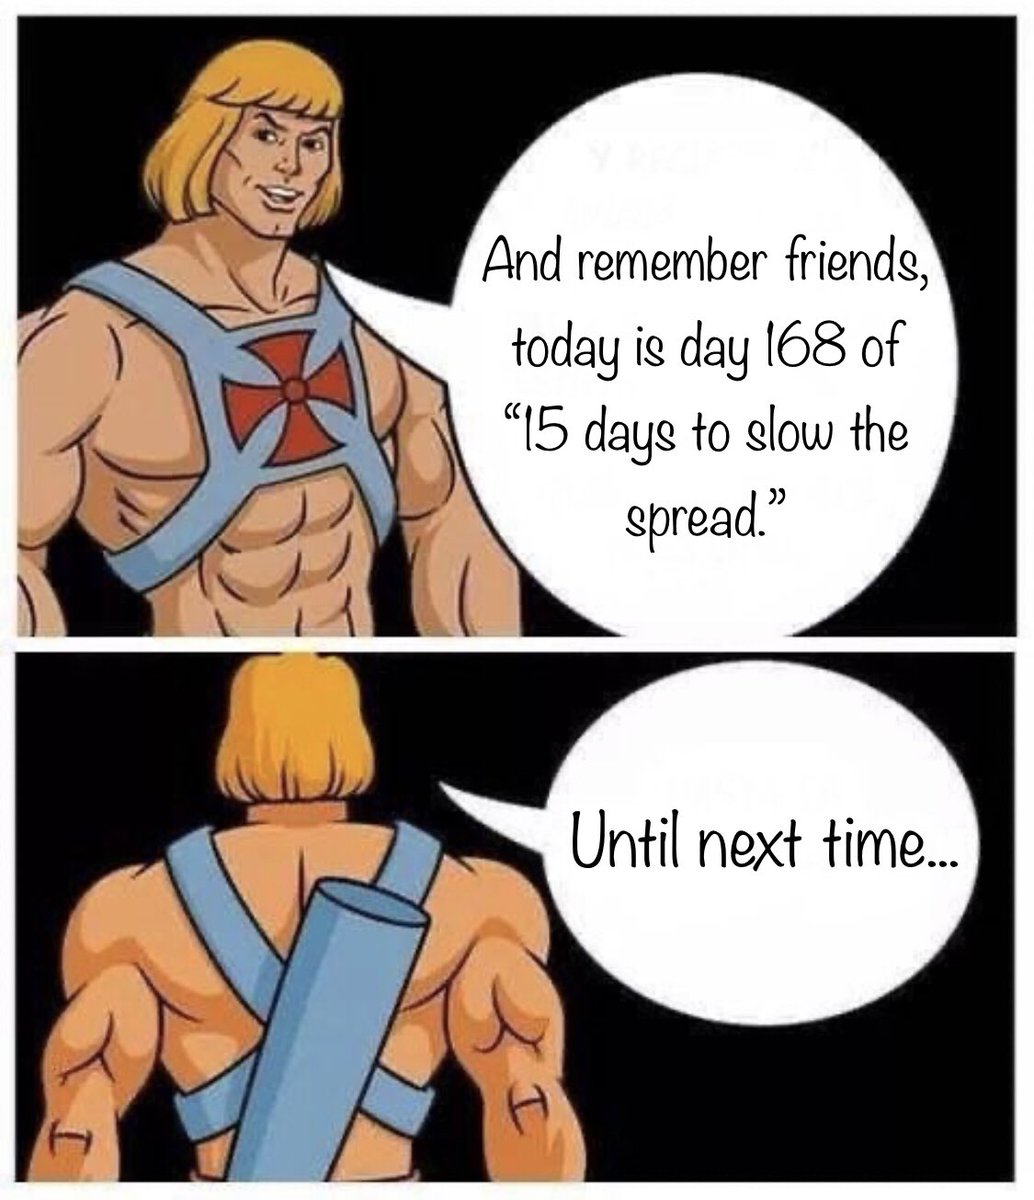 And remember friends,
today is day 168 of
“15 days to slow the
spread.”
Until next time...